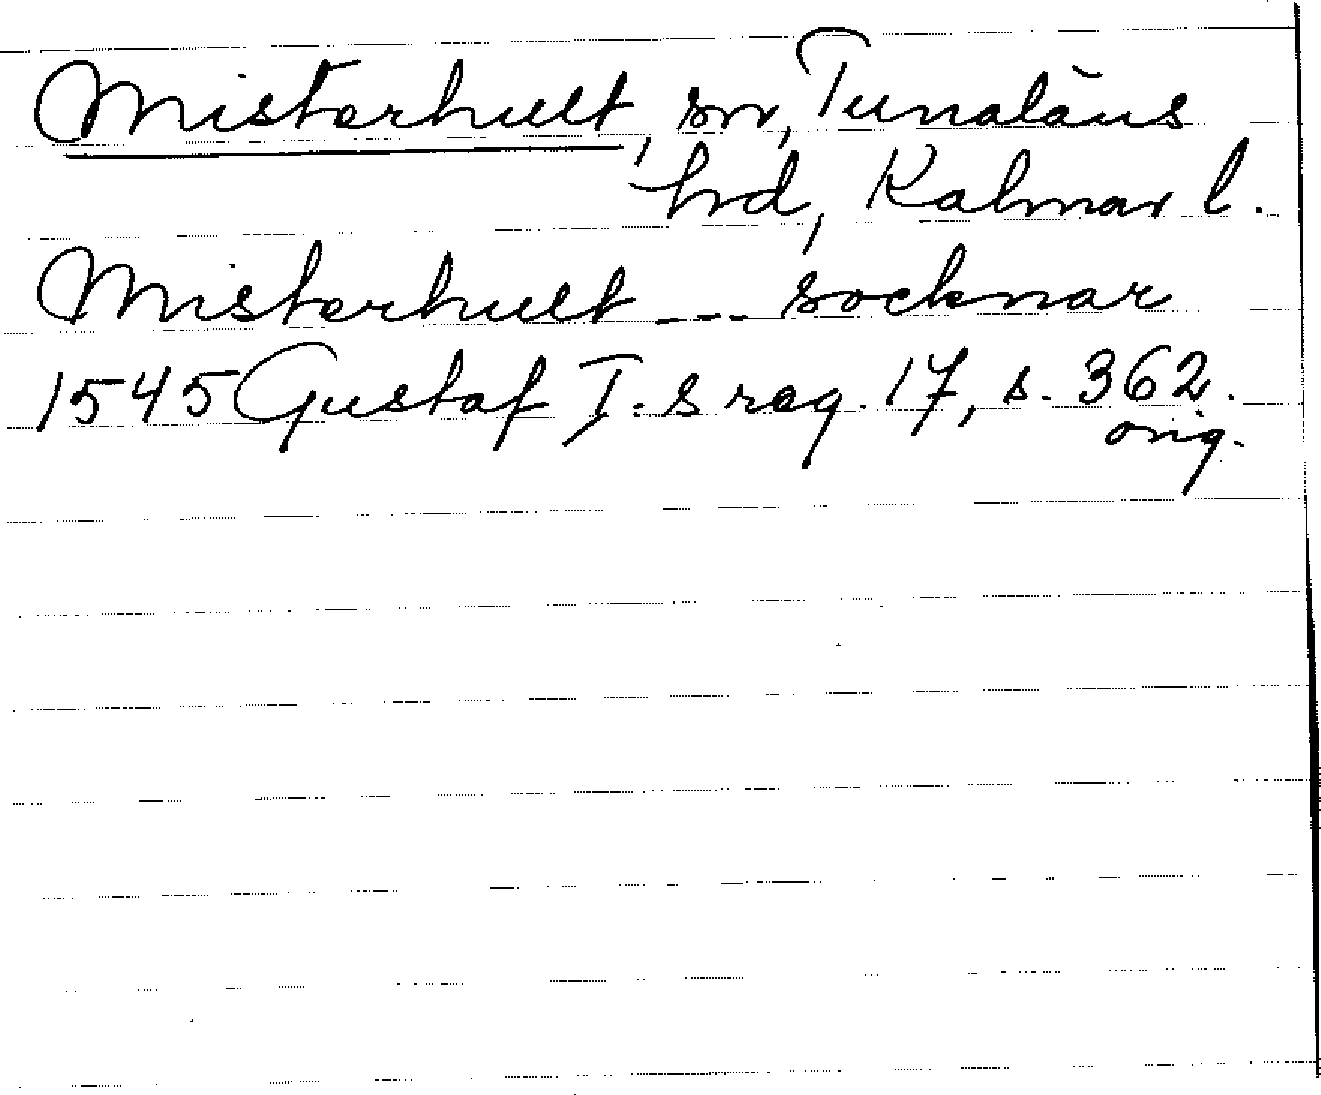 Misterhult, sn, Tunaläns
hd, Kalmar l.
Misterhult --- socknar
1545 Gustaf I.s reg. 17, s. 362.
orig.